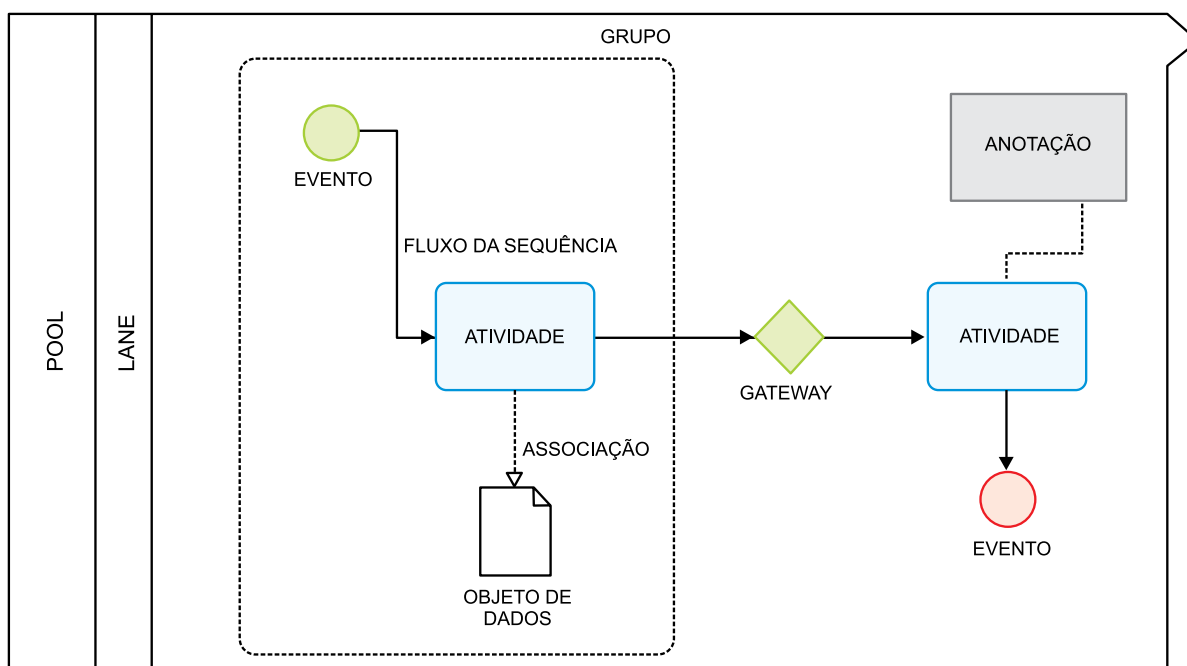 POOL
LANE
GRUPO
EVENTO
FLUXO DA SEQUÊNCIA
ATIVIDADE
ASSOCIAÇÃO
OBJETO DE
DADOS
GATEWAY
ANOTAÇÃO
ATIVIDADE
EVENTO